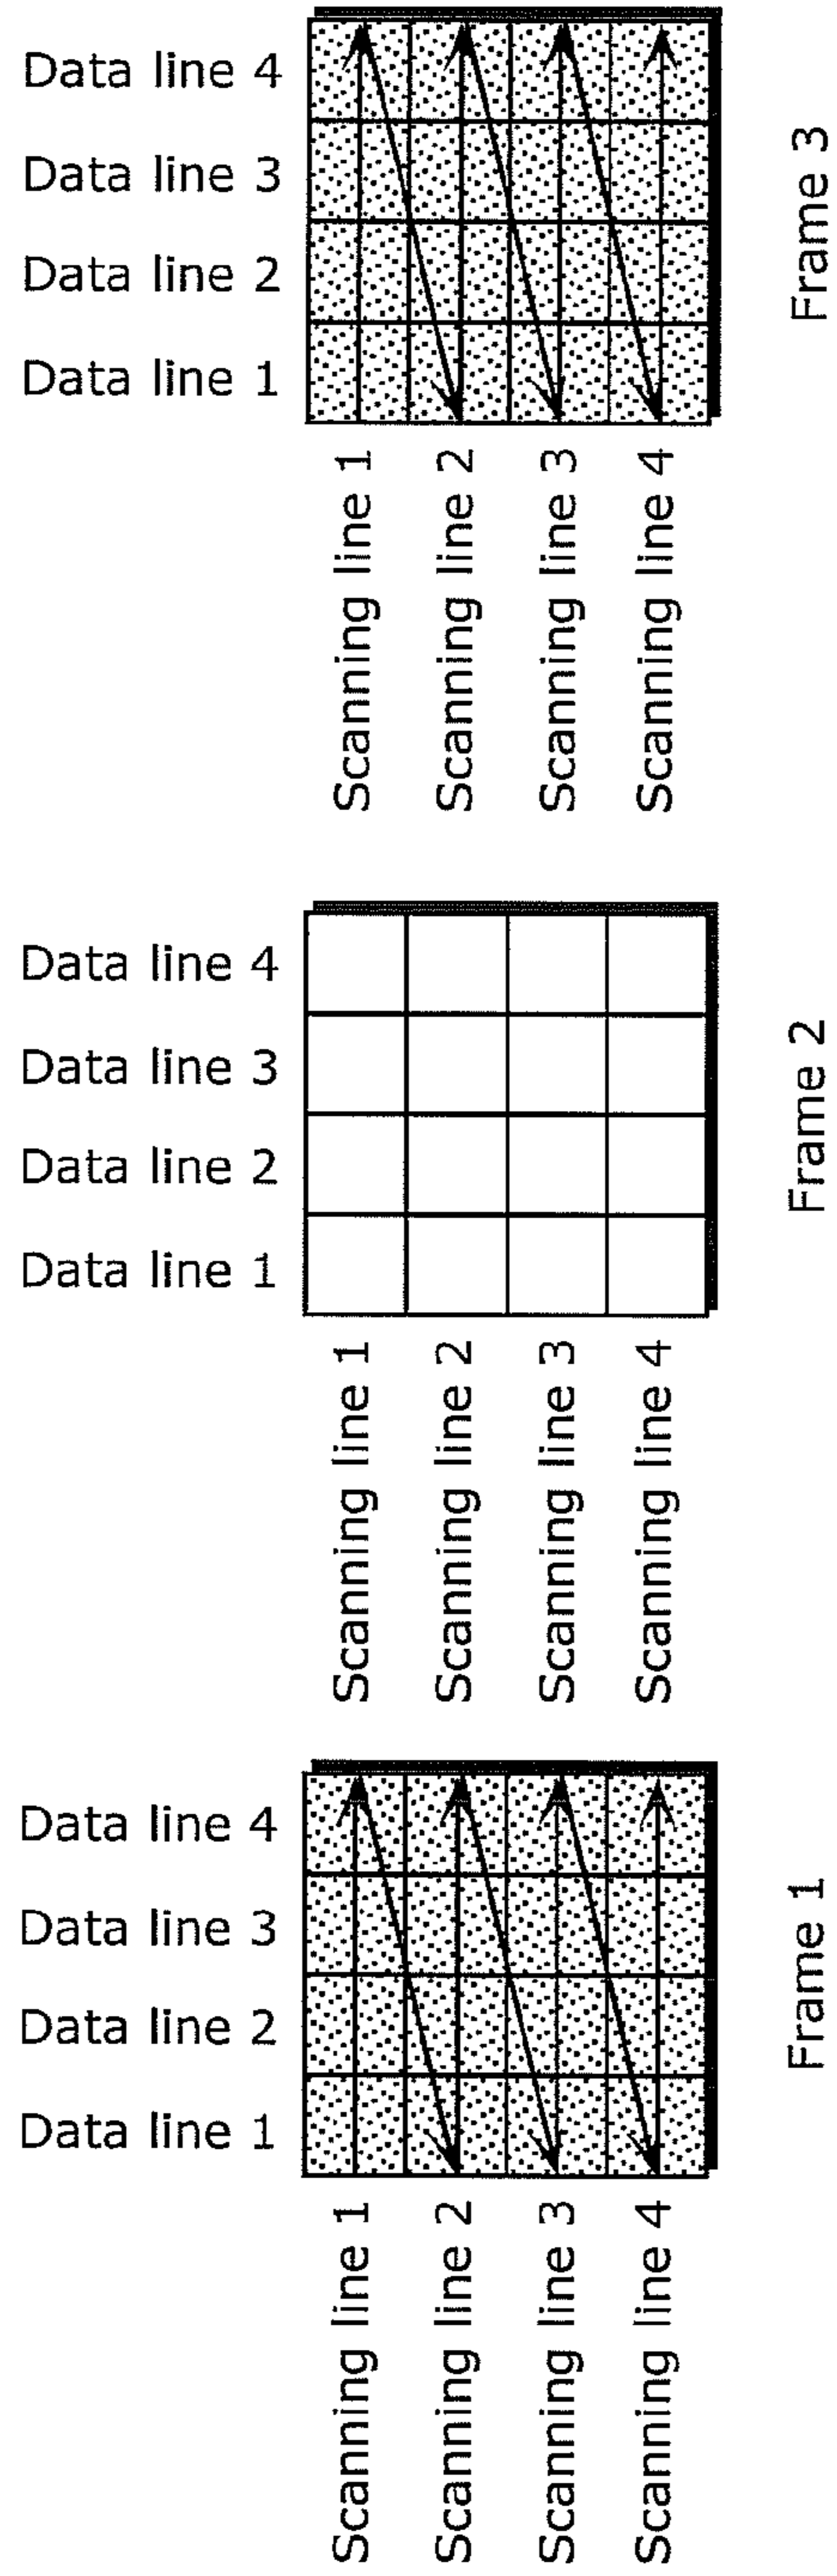 Data line 4
Data line 3
Data line 2
Data line 1
Scanning line 1
Scanning line 2
Scanning line 3
Scanning line 4
Frame 3
Data line 4
Data line 3
Data line 2
Data line 1
Scanning line 1
Scanning line 2
Scanning line 3
Scanning line 4
Frame 2
Data line 4
Data line 3
Data line 2
Data line 1
Scanning line 1
Scanning line 2
Scanning line 3
Scanning line 4
Frame 1